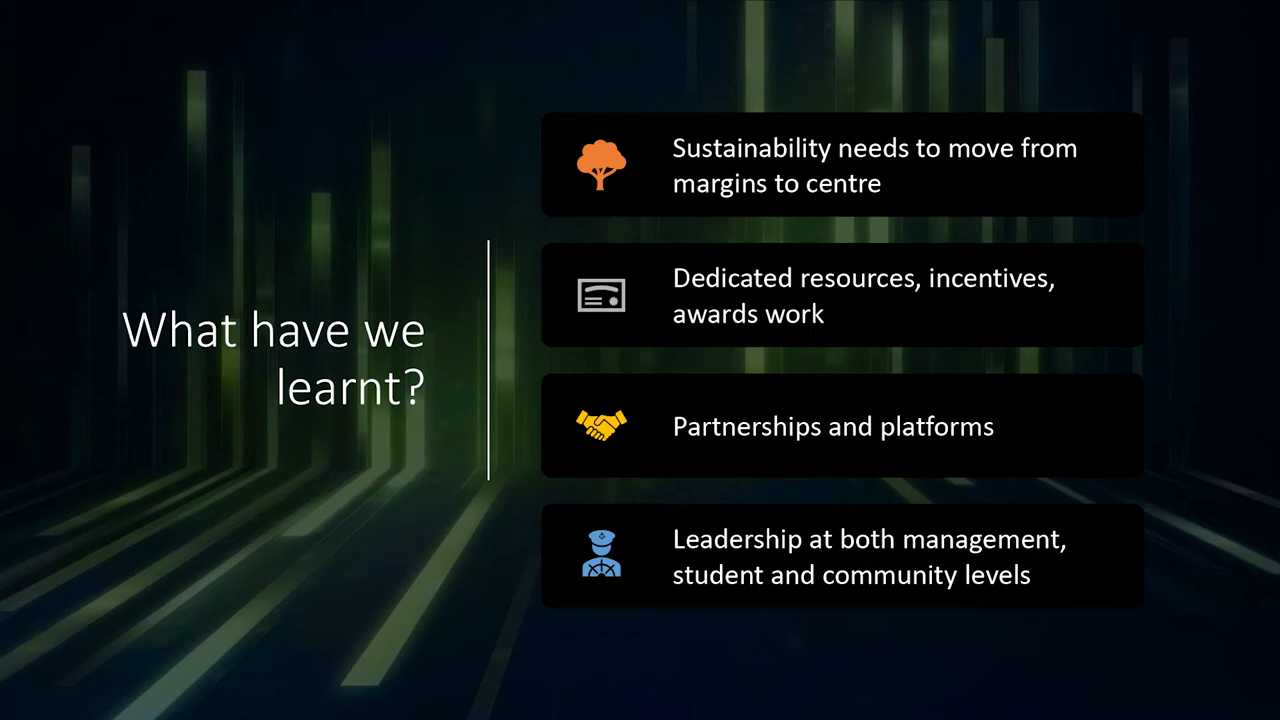 What have we
learnt?
Sustainability needs to move from
margins to centre
Dedicated resources, incentives,
awards work
Partnerships and platforms
Leadership at both management,
student and community levels